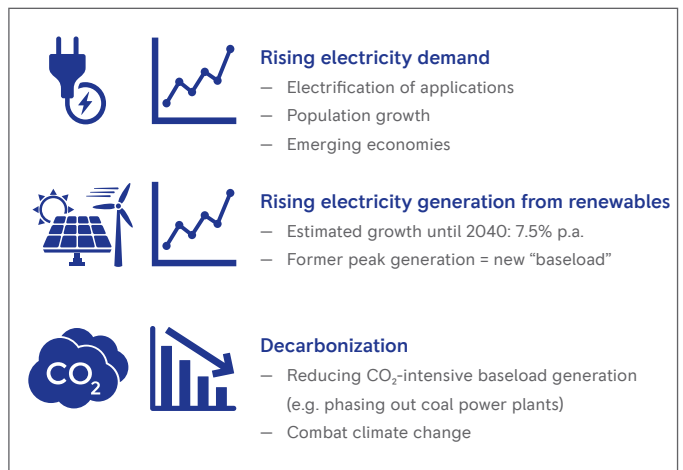 Rising electricity demand
— Electrification of applications
— Population growth
— Emerging economies
Rising electricity generation from renewables
— Estimated growth until 2040: 7.5% p.a.
— Former peak generation = new “baseload”
CO₂
Decarbonization
— Reducing CO₂-intensive baseload generation
(e.g. phasing out coal power plants)
— Combat climate change